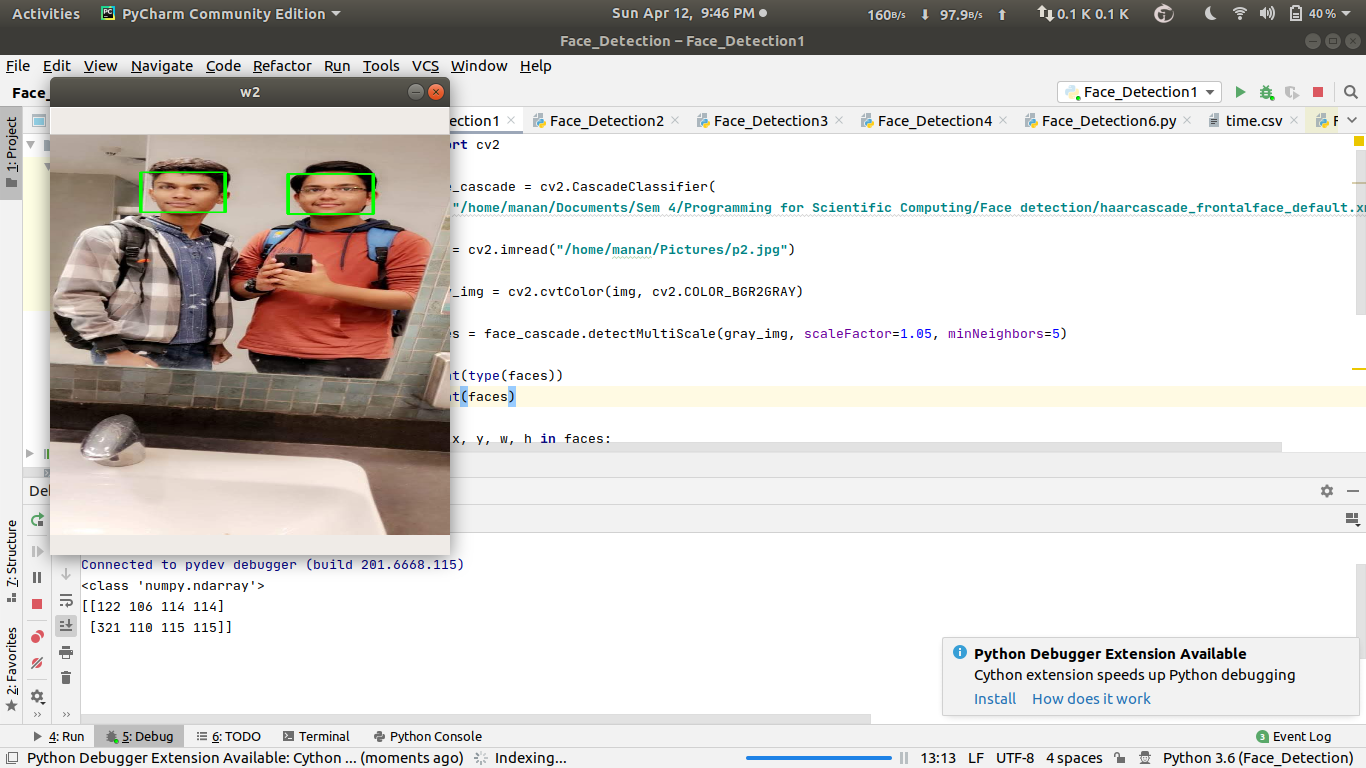 Activities PyCharm Community Edition Sun Apr 12, 9:46 PM 160B/s 97.9B/s 0.1 K 0.1 K 40 %
Face_Detection – Face_Detection1
File Edit View Navigate Code Refactor Run Tools VCS Window Help
Face_ Face_Detection1
w2
ection1 Face_Detection2 Face_Detection3 Face_Detection4 Face_Detection6.py time.csv F
1: Project
ort cv2
e_cascade = cv2.CascadeClassifier(
"/home/manan/Documents/Sem 4/Programming for Scientific Computing/Face detection/haarcascade_frontalface_default.xm
= cv2.imread("/home/manan/Pictures/p2.jpg")
y_img = cv2.cvtColor(img, cv2.COLOR_BGR2GRAY)
es = face_cascade.detectMultiScale(gray_img, scaleFactor=1.05, minNeighbors=5)
nt(type(faces))
nt(faces)
x, y, w, h in faces:
De
7: Structure
2: Favorites
Connected to pydev debugger (build 201.6668.115)
<class 'numpy.ndarray'>
[[122 106 114 114]
 [321 110 115 115]]
Python Debugger Extension Available
Cython extension speeds up Python debugging
Install How does it work
4: Run 5: Debug 6: TODO Terminal Python Console 3 Event Log
Python Debugger Extension Available: Cython ... (moments ago) Indexing... 13:13 LF UTF-8 4 spaces Python 3.6 (Face_Detection)